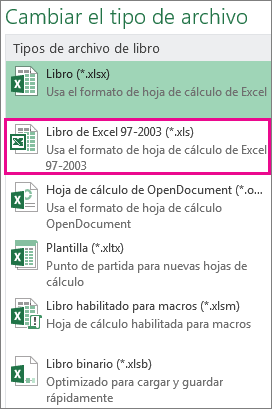 Cambiar el tipo de archivo
Tipos de archivo de libro
Libro (*.xlsx)
Usa el formato de hoja de cálculo de Excel
Libro de Excel 97-2003 (*.xls)
Usa el formato de hoja de cálculo de Excel
97-2003
Hoja de cálculo de OpenDocument (*.o...
Usa el formato de hoja de cálculo
OpenDocument
Plantilla (*.xltx)
Punto de partida para nuevas hojas de
cálculo
Libro habilitado para macros (*.xlsm)
Hoja de cálculo habilitada para macros
Libro binario (*.xlsb)
Optimizado para cargar y guardar
rápidamente